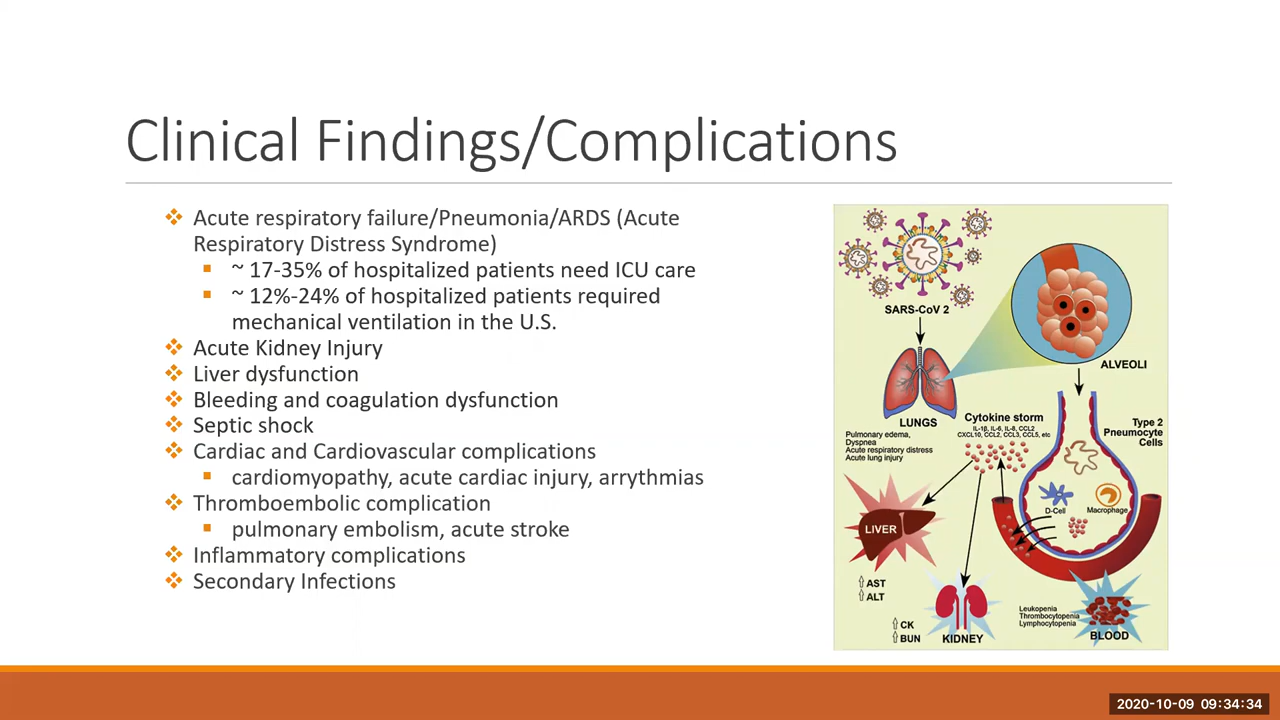 Clinical Findings/Complications
Acute respiratory failure/Pneumonia/ARDS (Acute
Respiratory Distress Syndrome)
~ 17-35% of hospitalized patients need ICU care
~ 12%-24% of hospitalized patients required
mechanical ventilation in the U.S.
Acute Kidney Injury
Liver dysfunction
Bleeding and coagulation dysfunction
Septic shock
Cardiac and Cardiovascular complications
cardiomyopathy, acute cardiac injury, arrythmias
Thromboembolic complication
pulmonary embolism, acute stroke
Inflammatory complications
Secondary Infections
SARS-CoV 2
ALVEOLI
LUNGS
Pulmonary edema,
Dyspnea
Acute respiratory distress
Acute lung injury
Cytokine storm
IL-1β, IL-6, IL-8, CCL2
CXCL10, CCL2, CCL3, CCL5, etc
Type 2
Pneumocyte
Cells
D-Cell
Macrophage
LIVER
AST
ALT
CK
BUN
KIDNEY
Leukopenia
Thrombocytopenia
Lymphocytopenia
BLOOD
2020-10-09 09:34:34